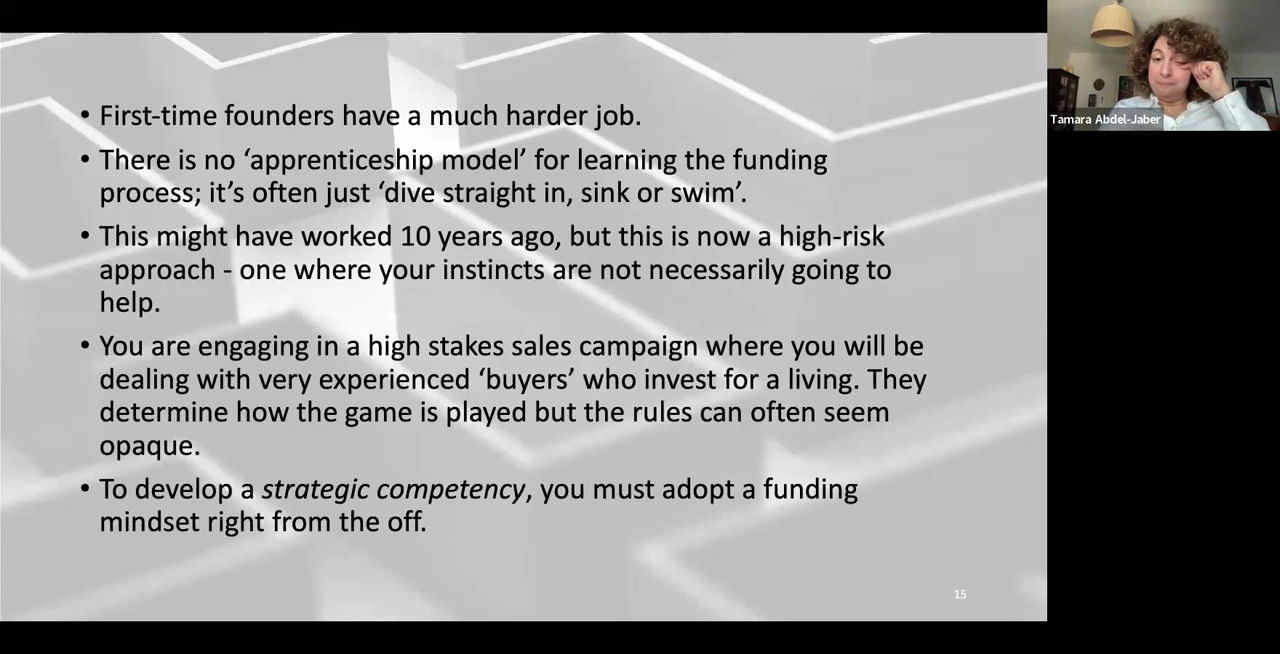 • First-time founders have a much harder job.
• There is no ‘apprenticeship model’ for learning the funding
process; it’s often just ‘dive straight in, sink or swim’.
• This might have worked 10 years ago, but this is now a high-risk
approach - one where your instincts are not necessarily going to
help.
• You are engaging in a high stakes sales campaign where you will be
dealing with very experienced ‘buyers’ who invest for a living. They
determine how the game is played but the rules can often seem
opaque.
• To develop a strategic competency, you must adopt a funding
mindset right from the off.
15
Tamara Abdel-Jaber